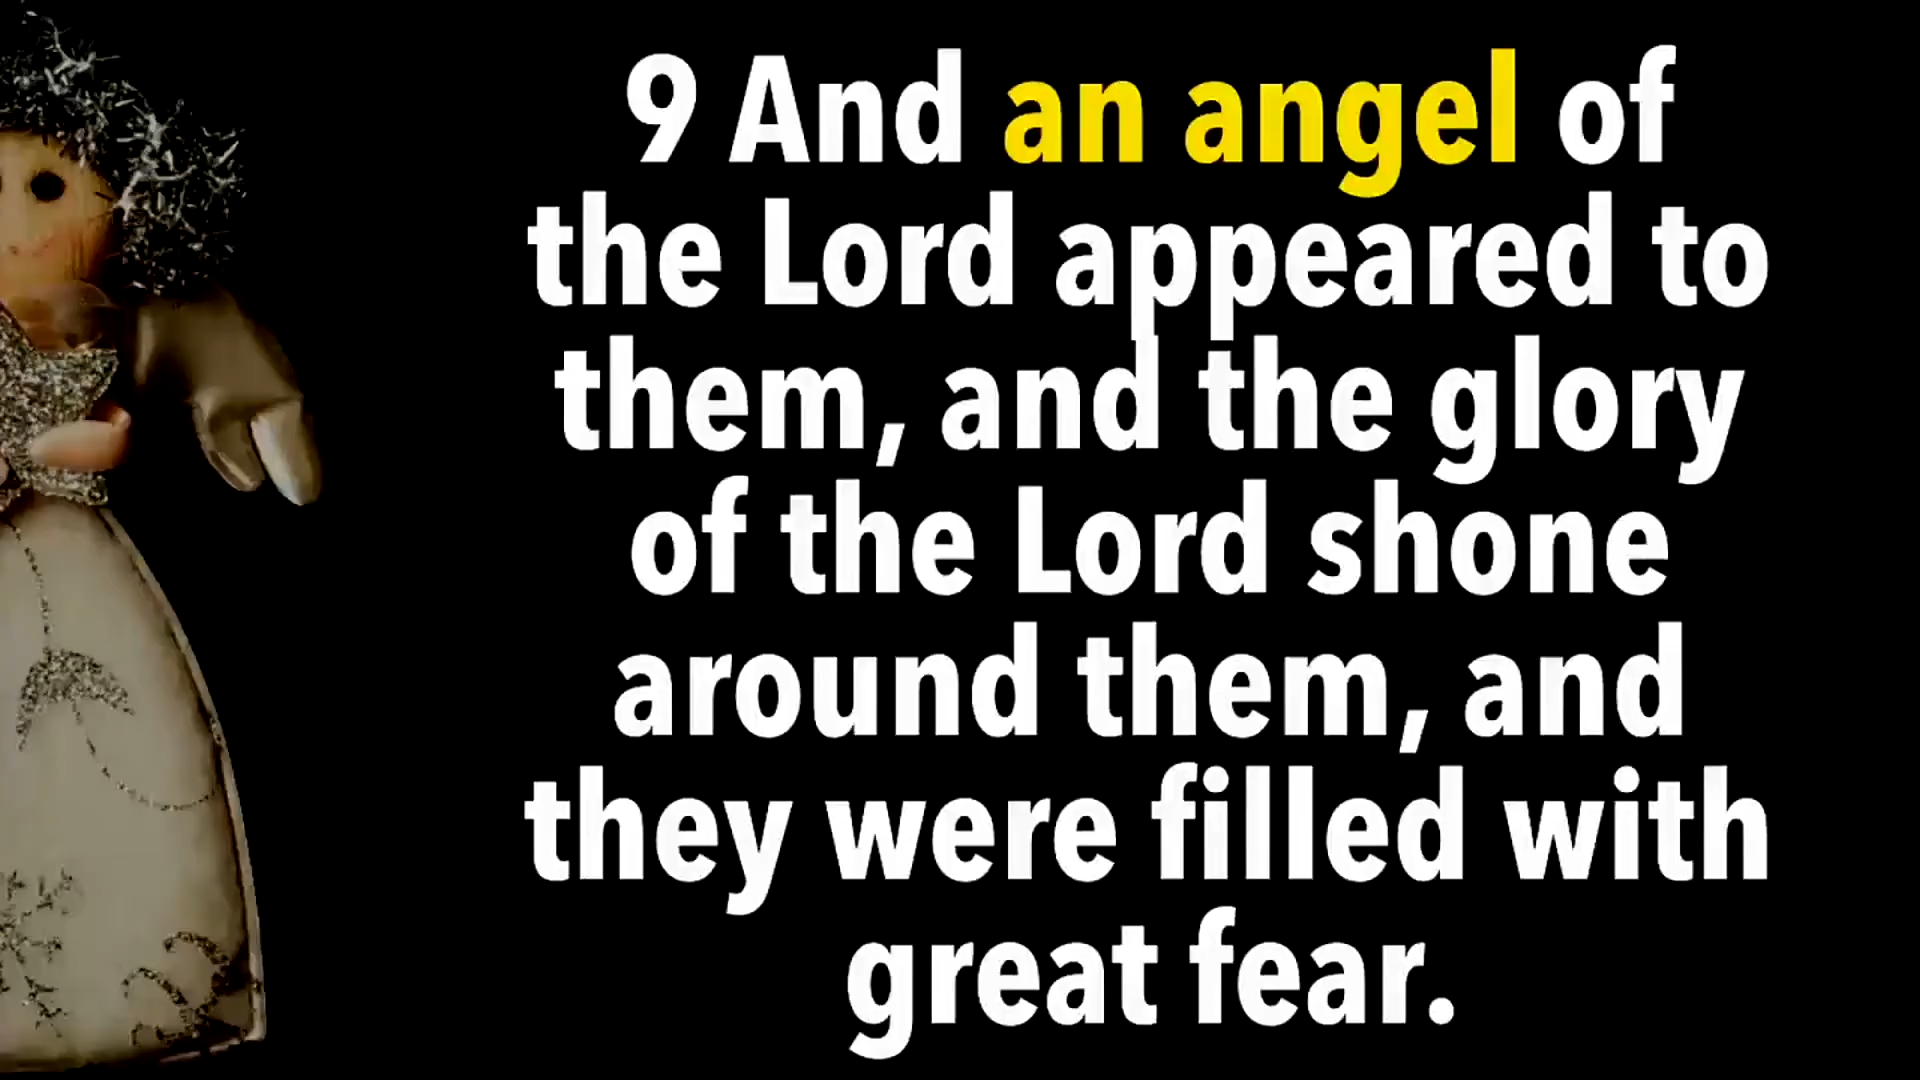 9 And an angel of
the Lord appeared to
them, and the glory
of the Lord shone
around them, and
they were filled with
great fear.